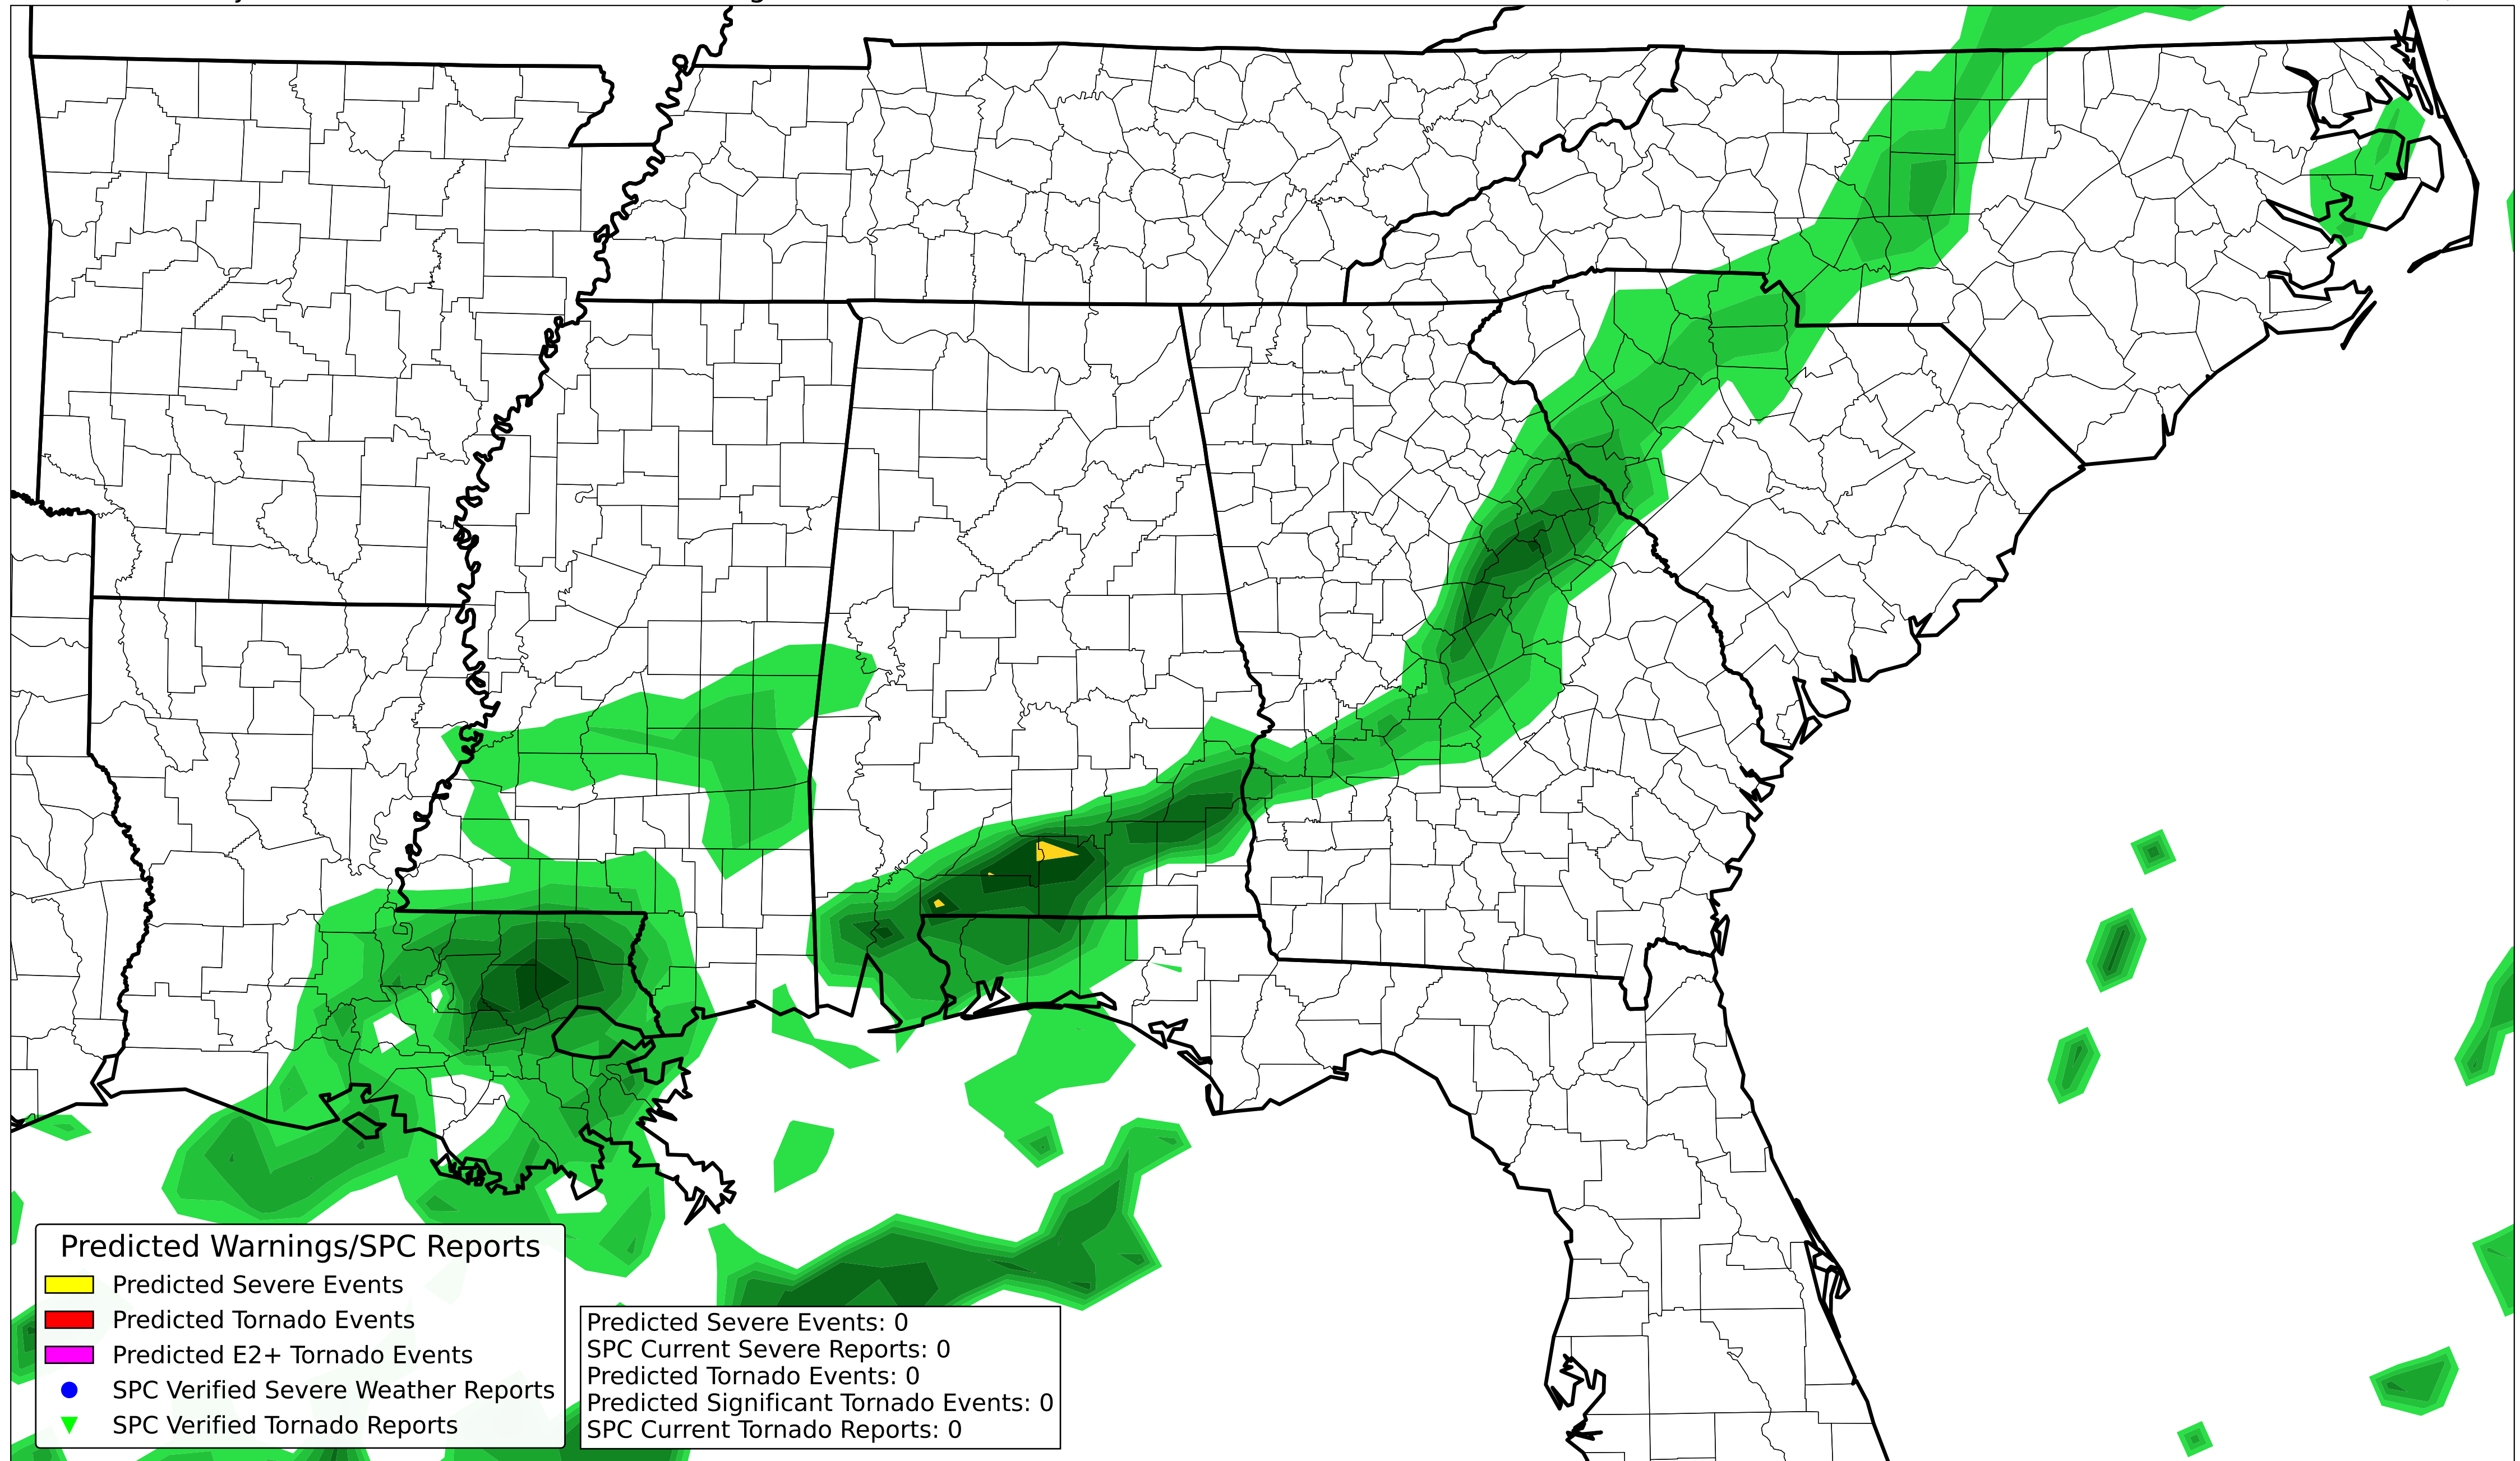 Predicted Warnings/SPC Reports
Predicted Severe Events
Predicted Tornado Events
Predicted E2+ Tornado Events
SPC Verified Severe Weather Reports
SPC Verified Tornado Reports
Predicted Severe Events: 0
SPC Current Severe Reports: 0
Predicted Tornado Events: 0
Predicted Significant Tornado Events: 0
SPC Current Tornado Reports: 0